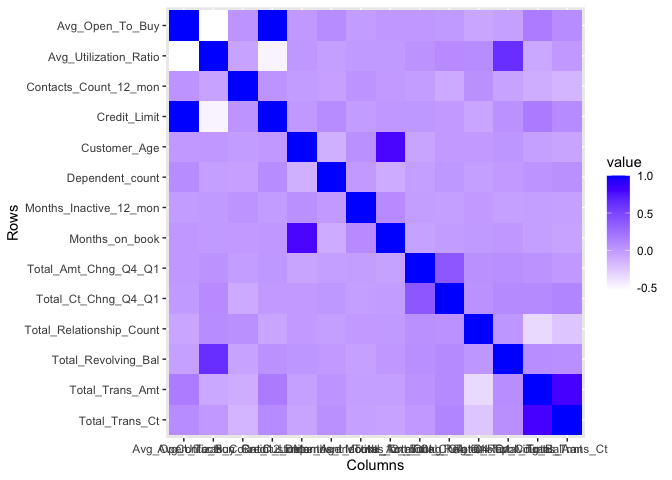 Avg_Open_To_Buy
Avg_Utilization_Ratio
Contacts_Count_12_mon
Credit_Limit
Customer_Age
Dependent_count
Months_Inactive_12_mon
Months_on_book
Total_Amt_Chng_Q4_Q1
Total_Ct_Chng_Q4_Q1
Total_Relationship_Count
Total_Revolving_Bal
Total_Trans_Amt
Total_Trans_Ct
Rows
Columns
value
1.0
0.5
0.0
-0.5